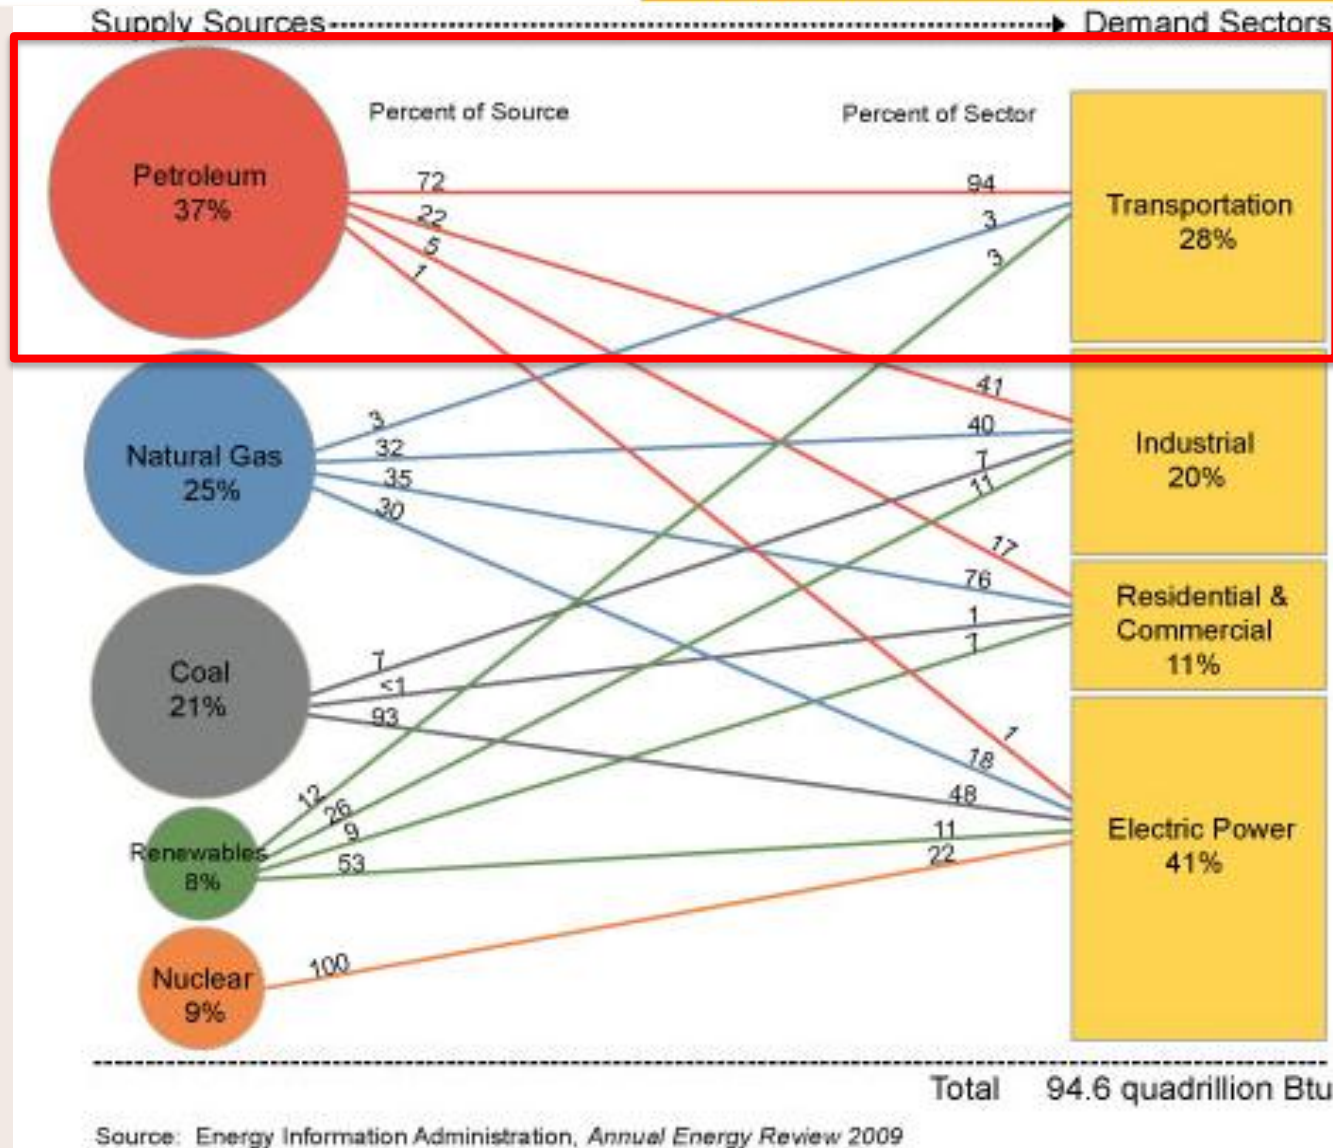 Supply Sources Demand Sectors
Percent of Source Percent of Sector
Petroleum
37%
72
22
5
1
94
3
3
Transportation
28%
Natural Gas
25%
3
32
35
30
41
40
7
11
Industrial
20%
Coal
21%
7
<1
93
17
76
1
7
Residential &
Commercial
11%
Renewables
8%
12
26
9
53
1
18
48
11
22
Electric Power
41%
Nuclear
9%
100
Total 94.6 quadrillion Btu
Source: Energy Information Administration, Annual Energy Review 2009